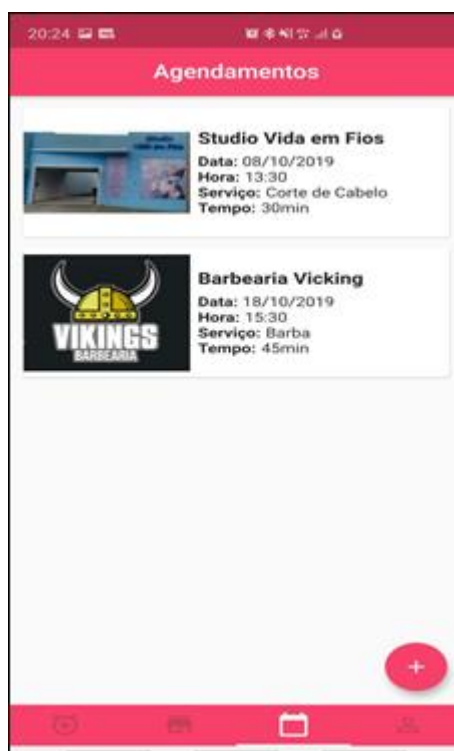 20:24
Agendamentos
Studio Vida em Fios
Data: 08/10/2019
Hora: 13:30
Serviço: Corte de Cabelo
Tempo: 30min
VIKINGS
BARBEARIA
Barbearia Vicking
Data: 18/10/2019
Hora: 15:30
Serviço: Barba
Tempo: 45min
+